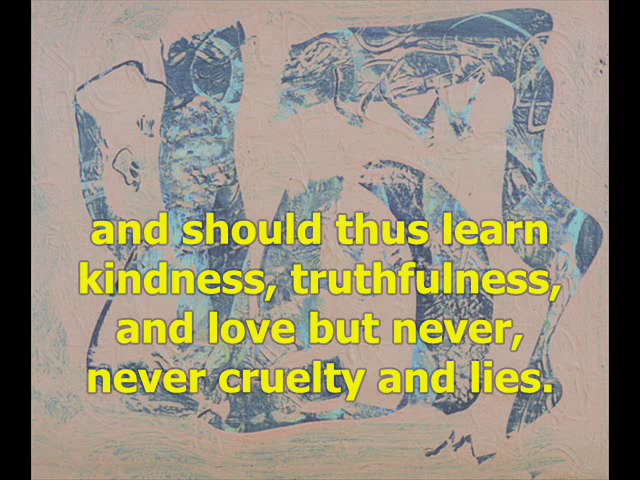 and should thus learn
kindness, truthfulness,
and love but never,
never cruelty and lies.